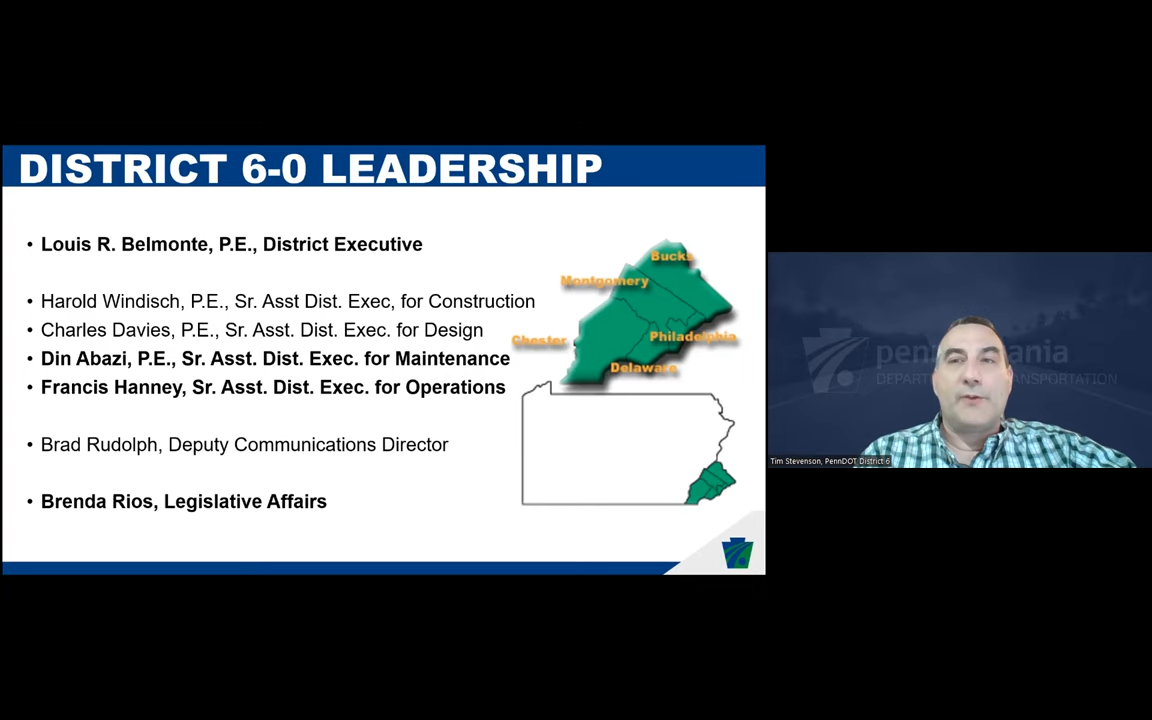 DISTRICT 6-0 LEADERSHIP
• Louis R. Belmonte, P.E., District Executive
• Harold Windisch, P.E., Sr. Asst Dist. Exec, for Construction
• Charles Davies, P.E., Sr. Asst. Dist. Exec. for Design
• Din Abazi, P.E., Sr. Asst. Dist. Exec. for Maintenance
• Francis Hanney, Sr. Asst. Dist. Exec. for Operations
• Brad Rudolph, Deputy Communications Director
• Brenda Rios, Legislative Affairs
Bucks
Montgomery
Chester
Philadelphia
Delaware
Tim Stevenson, PennDOT District 6